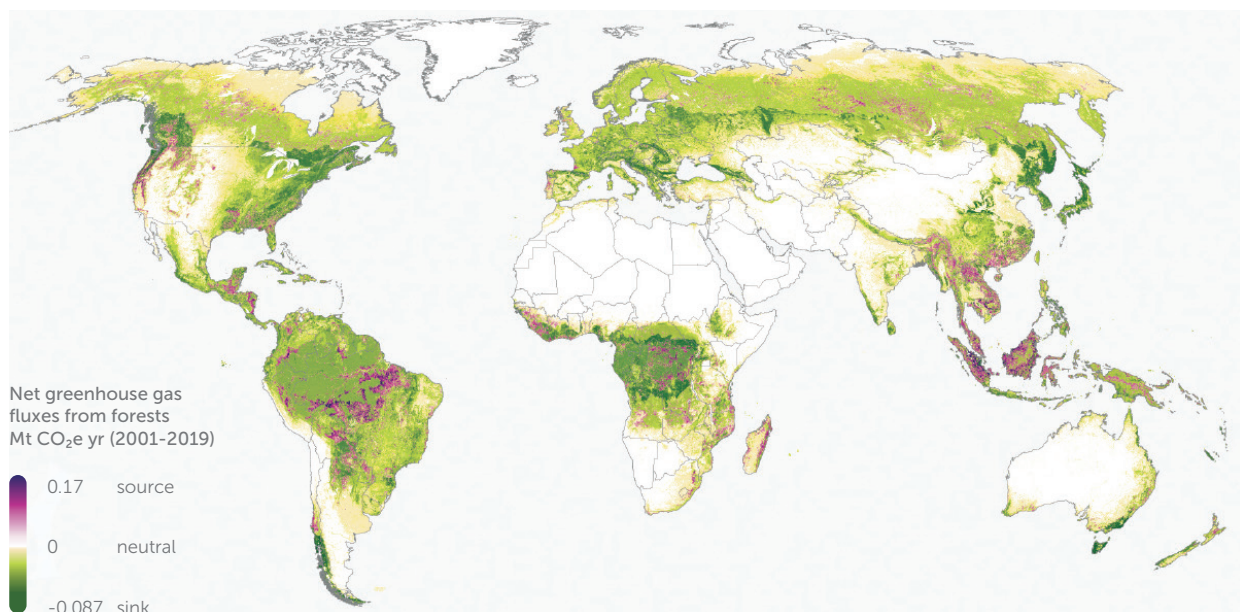 Net greenhouse gas
fluxes from forests
Mt CO₂e yr (2001-2019)
0.17 source
0 neutral
-0.087 sink